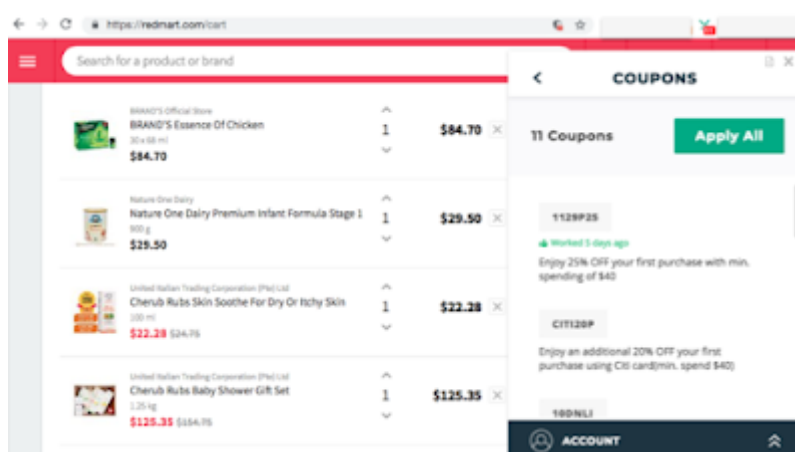 https://redmart.com/cart
Search for a product or brand
BRAND'S Official Store
BRAND'S Essence Of Chicken
30 x 68 ml
$84.70
1
$84.70
Nature One Dairy
Nature One Dairy Premium Infant Formula Stage 1
900 g
$29.50
1
$29.50
United Italian Trading Corporation (Pte) Ltd
Cherub Rubs Skin Soothe For Dry Or Itchy Skin
100 ml
$22.28 $24.75
1
$22.28
United Italian Trading Corporation (Pte) Ltd
Cherub Rubs Baby Shower Gift Set
1.25 kg
$125.35 $154.75
1
$125.35
COUPONS
11 Coupons
Apply All
1129P25
Worked 5 days ago
Enjoy 25% OFF your first purchase with min.
spending of $40
CITI20P
Enjoy an additional 20% OFF your first
purchase using Citi card(min. spend $40)
10DNLI
ACCOUNT